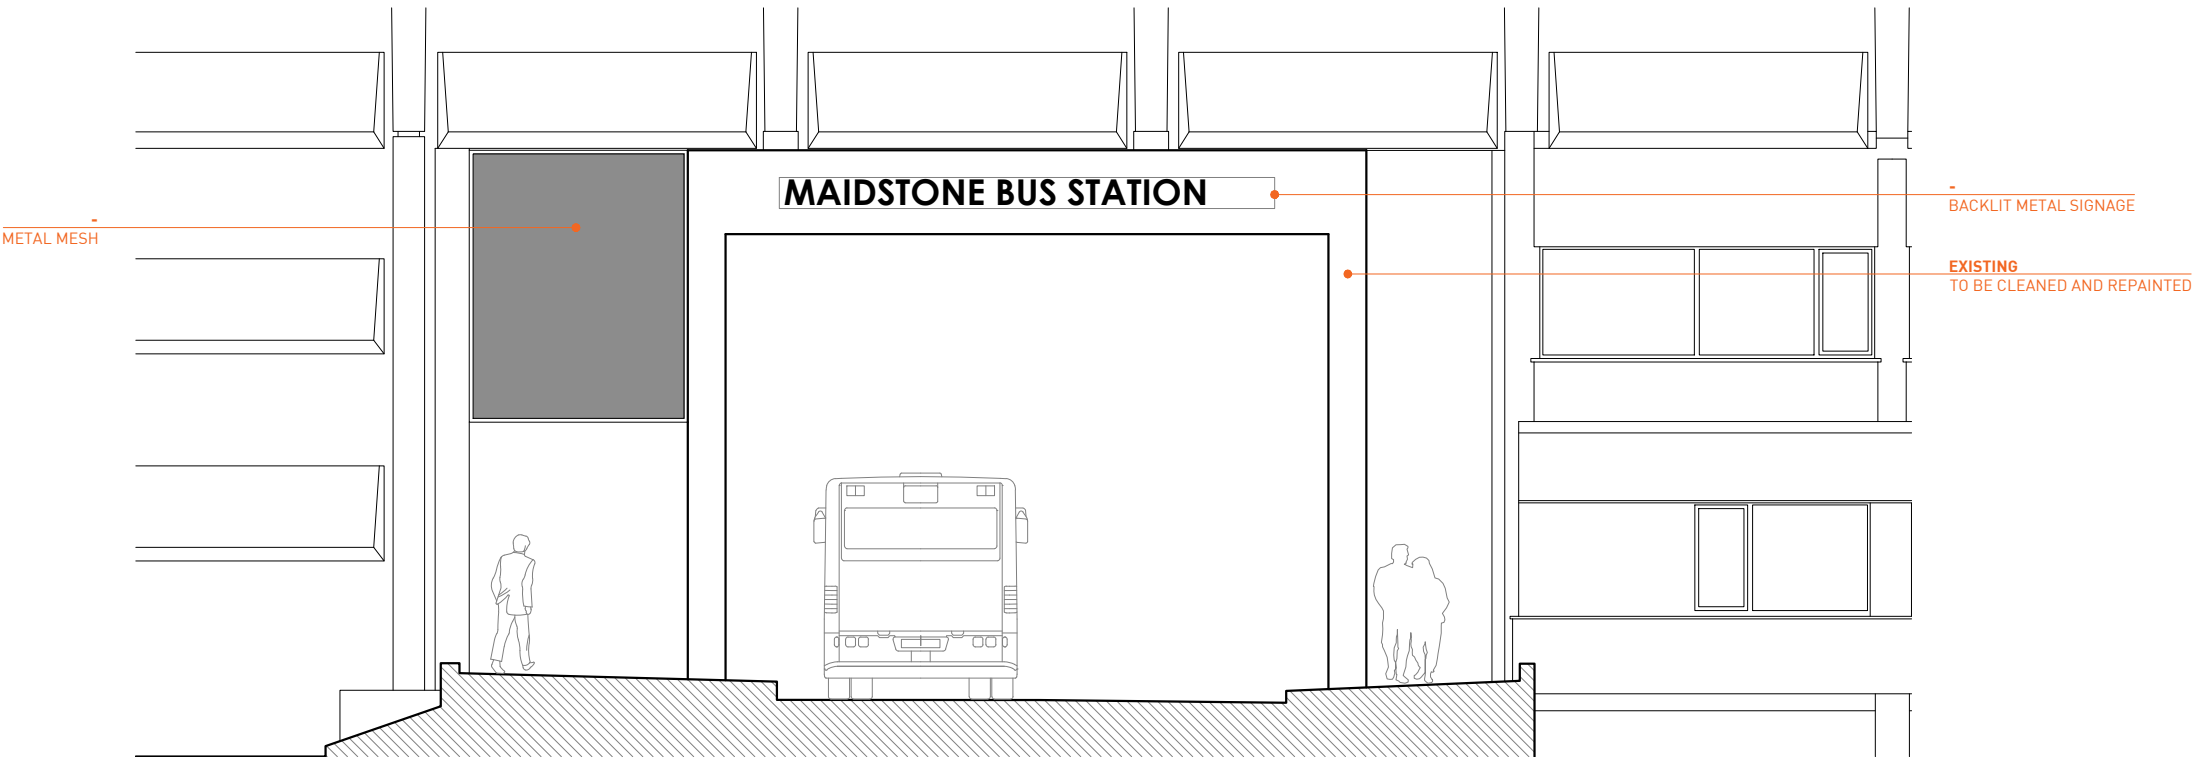 MAIDSTONE BUS STATION
-
BACKLIT METAL SIGNAGE
-
METAL MESH
EXISTING
TO BE CLEANED AND REPAINTED